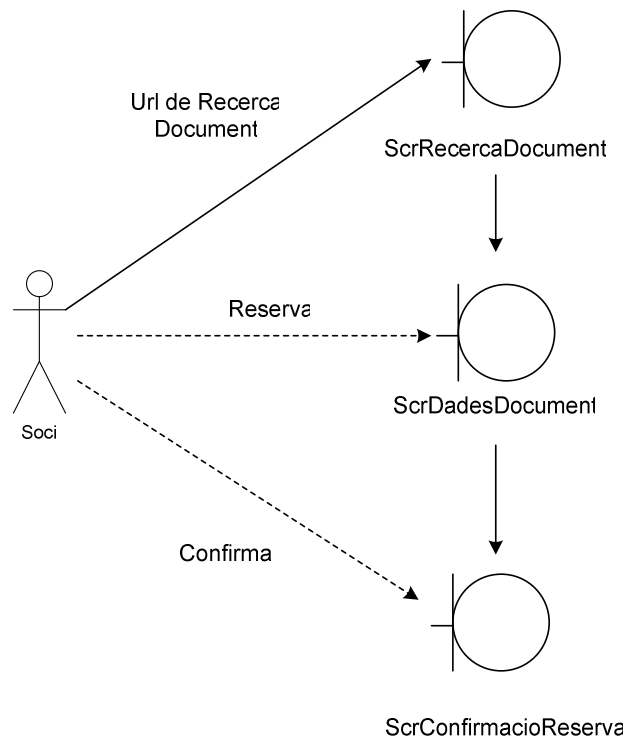 Url de Recerca
Document
ScrRecercaDocument
Reserva
ScrDadesDocument
Soci
Confirma
ScrConfirmacioReserva